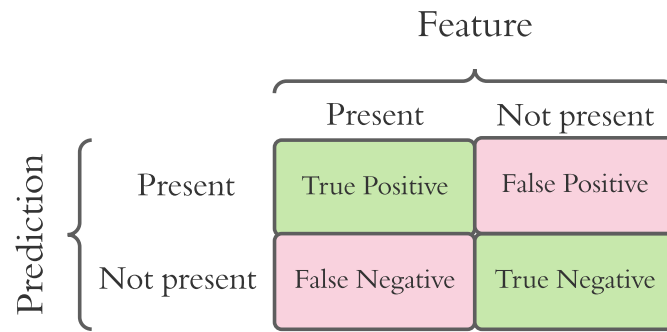 Feature
Present Not present
Prediction
Present True Positive False Positive
Not present False Negative True Negative